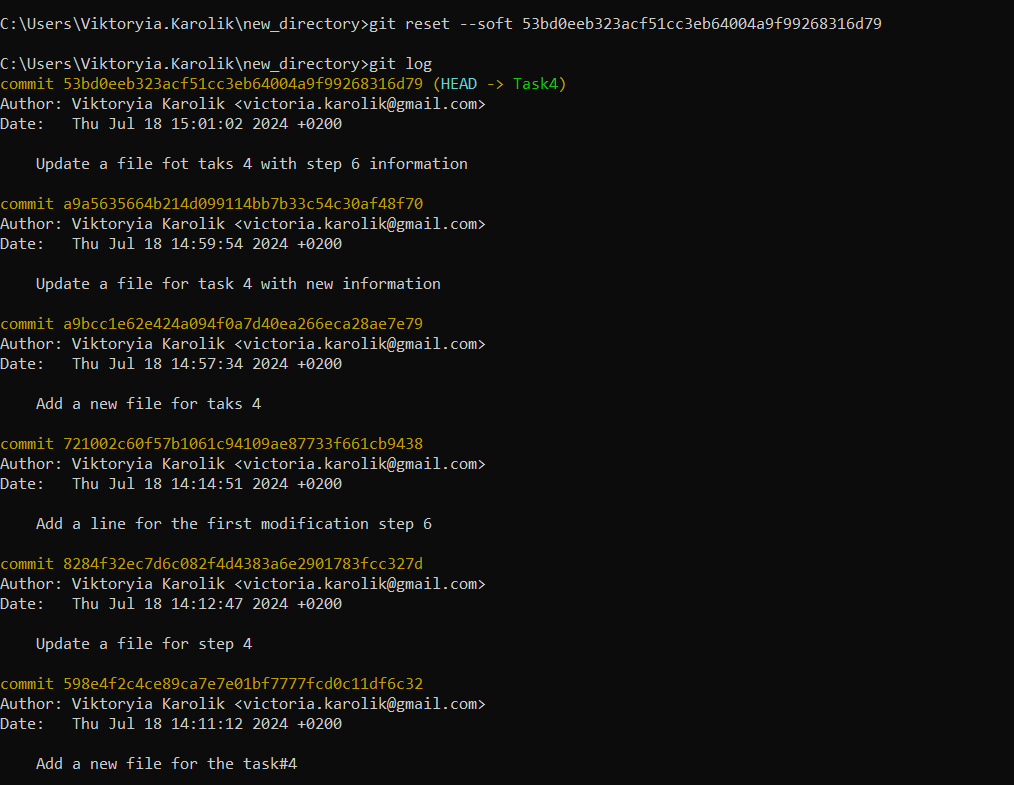 C:\Users\Viktoryia.Karolik\new_directory>git reset --soft 53bd0eeb323acf51cc3eb64004a9f99268316d79
C:\Users\Viktoryia.Karolik\new_directory>git log
commit 53bd0eeb323acf51cc3eb64004a9f99268316d79 (HEAD -> Task4)
Author: Viktoryia Karolik <victoria.karolik@gmail.com>
Date:   Thu Jul 18 15:01:02 2024 +0200
    Update a file fot taks 4 with step 6 information
commit a9a5635664b214d099114bb7b33c54c30af48f70
Author: Viktoryia Karolik <victoria.karolik@gmail.com>
Date:   Thu Jul 18 14:59:54 2024 +0200
    Update a file for task 4 with new information
commit a9bcc1e62e424a094f0a7d40ea266eca28ae7e79
Author: Viktoryia Karolik <victoria.karolik@gmail.com>
Date:   Thu Jul 18 14:57:34 2024 +0200
    Add a new file for taks 4
commit 721002c60f57b1061c94109ae87733f661cb9438
Author: Viktoryia Karolik <victoria.karolik@gmail.com>
Date:   Thu Jul 18 14:14:51 2024 +0200
    Add a line for the first modification step 6
commit 8284f32ec7d6c082f4d4383a6e2901783fcc327d
Author: Viktoryia Karolik <victoria.karolik@gmail.com>
Date:   Thu Jul 18 14:12:47 2024 +0200
    Update a file for step 4
commit 598e4f2c4ce89ca7e7e01bf7777fcd0c11df6c32
Author: Viktoryia Karolik <victoria.karolik@gmail.com>
Date:   Thu Jul 18 14:11:12 2024 +0200
    Add a new file for the task#4